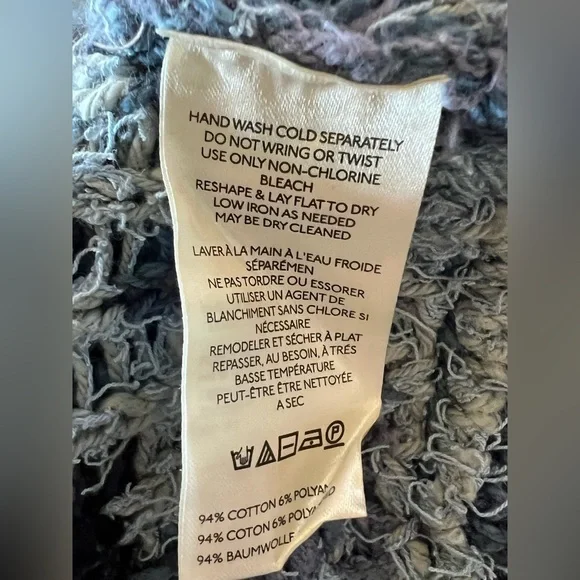 HAND WASH COLD SEPARATELY
DO NOT WRING OR TWIST
USE ONLY NON-CHLORINE
BLEACH
RESHAPE & LAY FLAT TO DRY
LOW IRON AS NEEDED
MAY BE DRY CLEANED
LAVER À LA MAIN À L'EAU FROIDE
SÉPARÉMEN
NE PAS TORDRE OU ESSORER
UTILISER UN AGENT DE
BLANCHIMENT SANS CHLORE SI
NÉCESSAIRE
REMODELER ET SÉCHER À PLAT
REPASSER, AU BESOIN, À TRÉS
BASSE TEMPÉRATURE
PEUT-ÊTRE ÊTRE NETTOYÉE
A SEC
P
94% COTTON 6%
94% COTON 6%
94% BAUMWOLLE